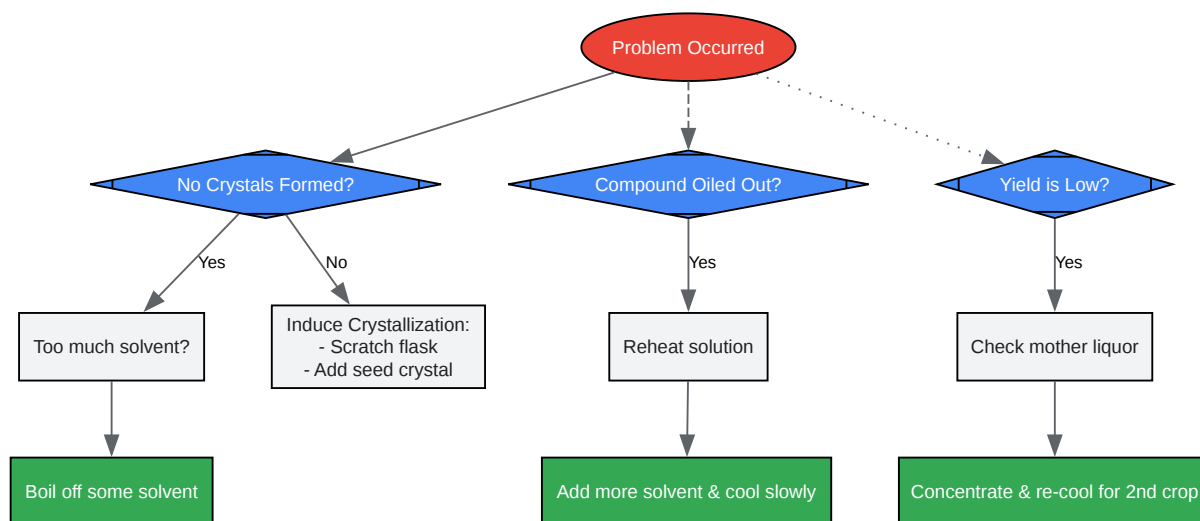 Problem Occurred
No Crystals Formed?
Compound Oiled Out?
Yield is Low?
Yes
No
Yes
Yes
Too much solvent?
Induce Crystallization:
- Scratch flask
- Add seed crystal
Reheat solution
Check mother liquor
Boil off some solvent
Add more solvent & cool slowly
Concentrate & re-cool for 2nd crop